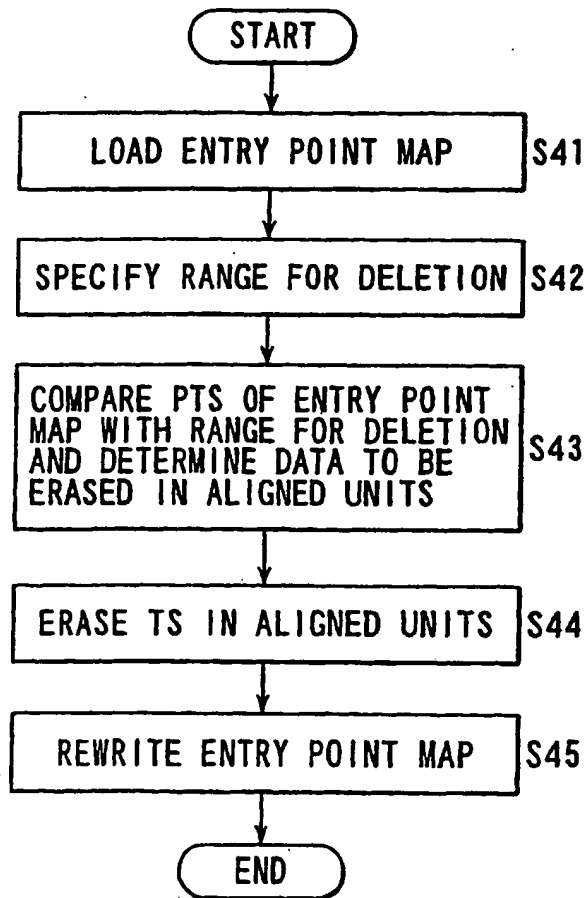 START
LOAD ENTRY POINT MAP
S41
SPECIFY RANGE FOR DELETION
S42
COMPARE PTS OF ENTRY POINT
MAP WITH RANGE FOR DELETION
AND DETERMINE DATA TO BE
ERASED IN ALIGNED UNITS
S43
ERASE TS IN ALIGNED UNITS
S44
REWRITE ENTRY POINT MAP
S45
END